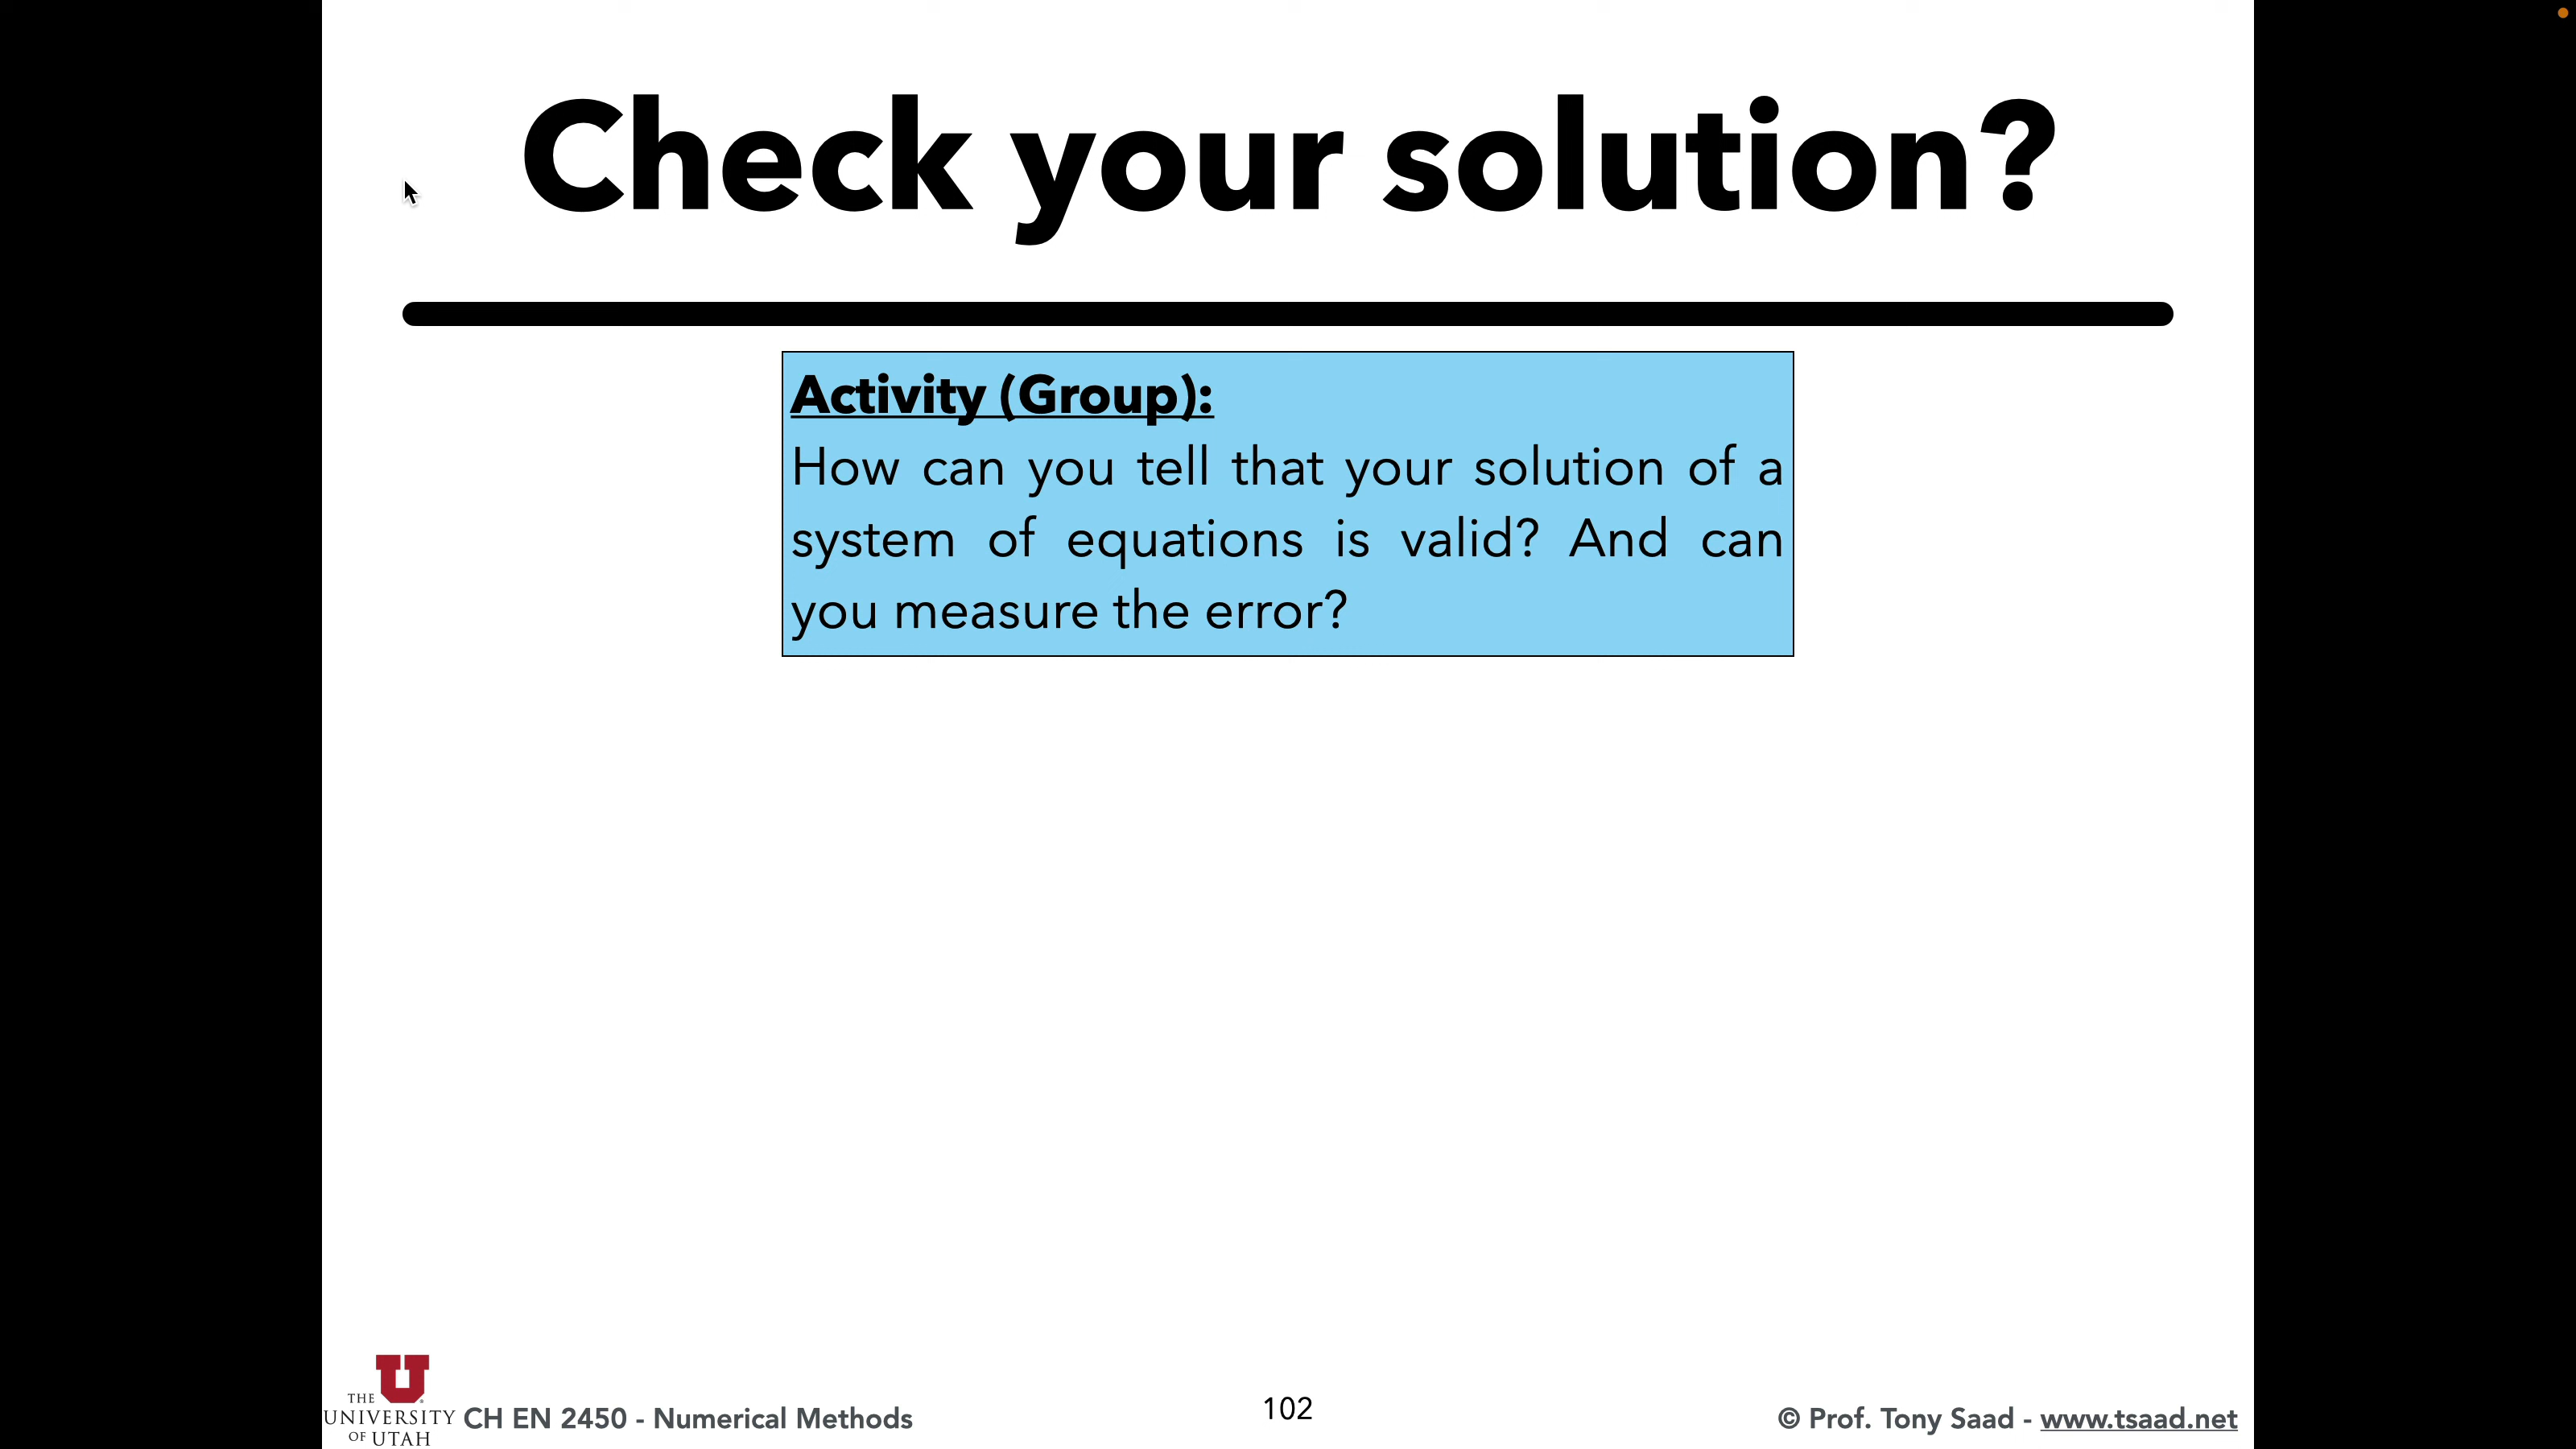 Check your solution?
Activity (Group):
How can you tell that your solution of a
system of equations is valid? And can
you measure the error?
THE
UNIVERSITY
OF UTAH
CH EN 2450 - Numerical Methods
102
© Prof. Tony Saad - www.tsaad.net